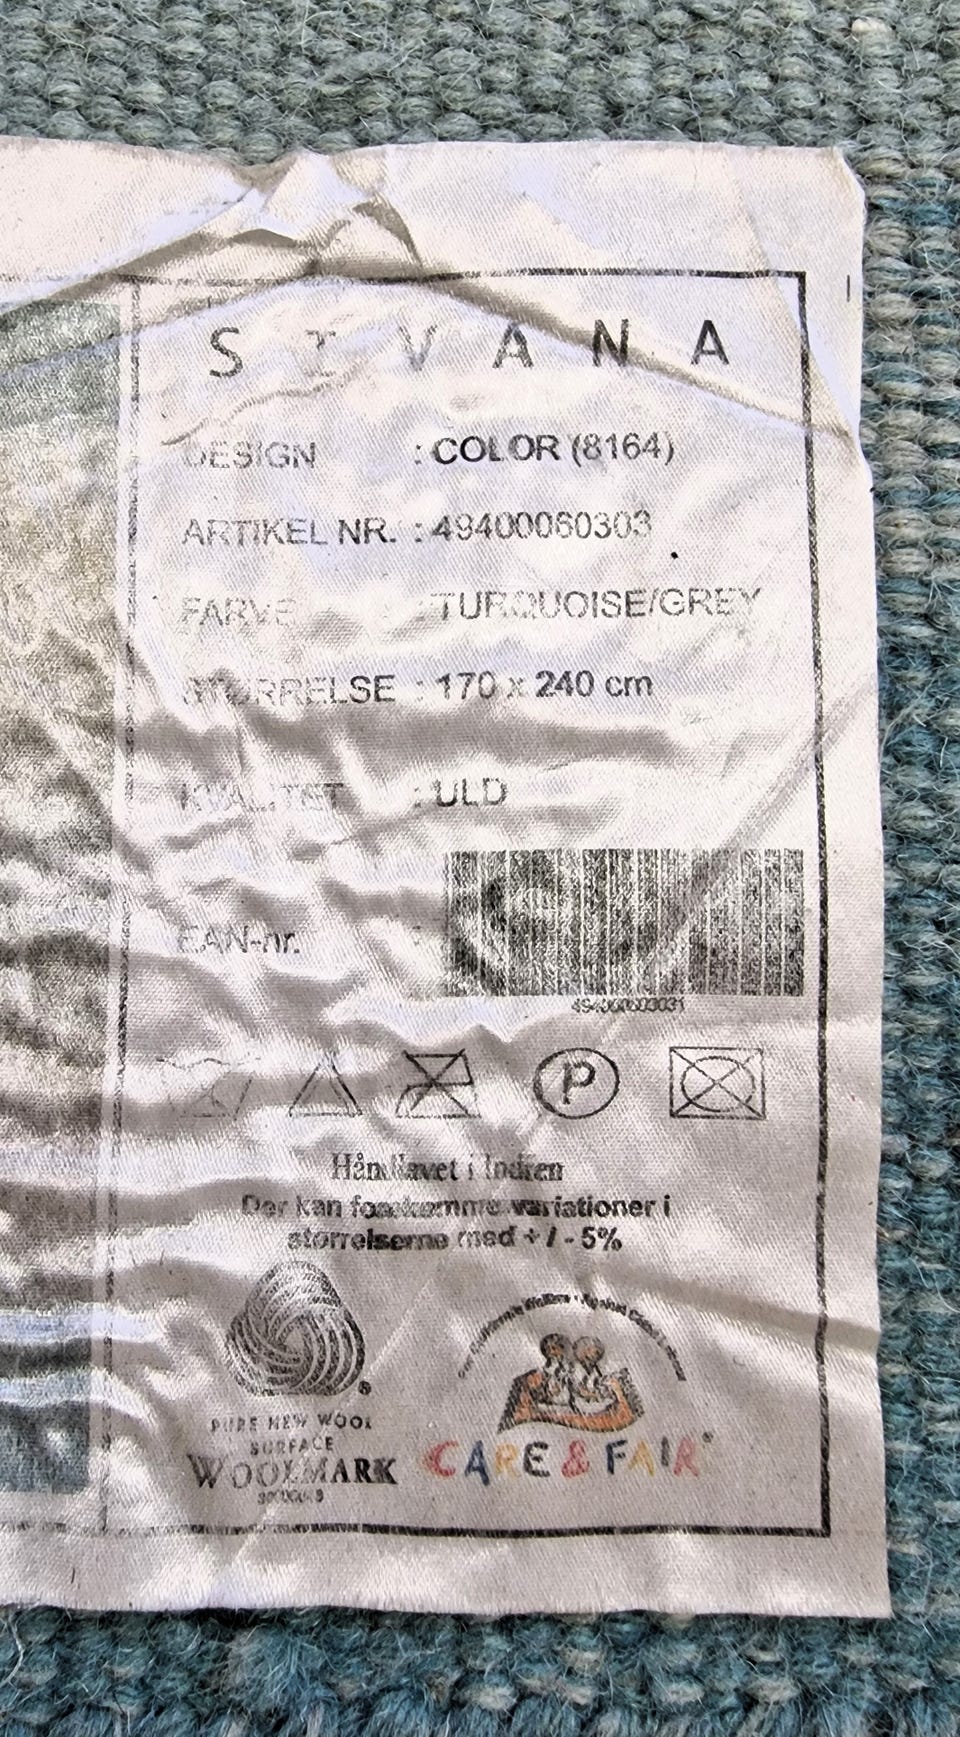 SIVANA
DESIGN : COLOR (8164)
ARTIKEL NR. : 49400060303
FARVE : TURQUOISE/GREY
STØRRELSE : 170 x 240 cm
KVALITET : ULD
EAN-nr. :
Håndlavet i Indien
Der kan forekomme variationer i
størrelserne med + / - 5%
P
PURE NEW WOOL
SURFACE
WOOLMARK
CARE & FAIR